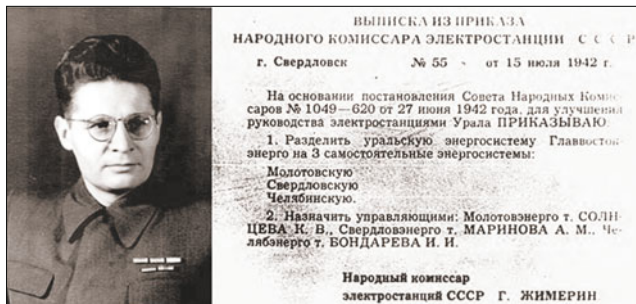 ВЫПИСКА ИЗ ПРИКАЗА
НАРОДНОГО КОМИССАРА ЭЛЕКТРОСТАНЦИИ С С С Р
г. Свердловск № 55 от 15 июля 1942 г.
На основании постановления Совета Народных Комис-
саров № 1049—620 от 27 июня 1942 года, для улучшения
руководства электростанциями Урала ПРИКАЗЫВАЮ:
1. Разделить уральскую энергосистему Главвосток-
энерго на 3 самостоятельные энергосистемы:
Молотовскую
Свердловскую
Челябинскую.
2. Назначить управляющими: Молотовэнерго т. СОЛН-
ЦЕВА К. В., Свердловэнерго т. МАРИНОВА А. М., Че-
лябэнерго т. БОНДАРЕВА И. И.
Народный комиссар
электростанций СССР Г. ЖИМЕРИН